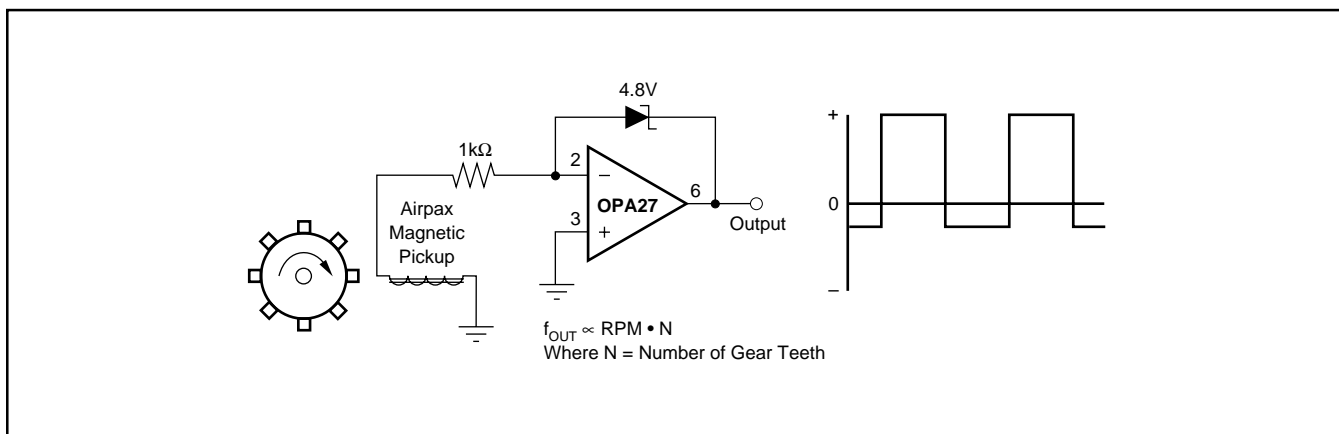 4.8V
1kΩ
2
−
OPA27
6
3
+
Output
Airpax
Magnetic
Pickup
f_OUT ∝ RPM • N
Where N = Number of Gear Teeth
+
0
−